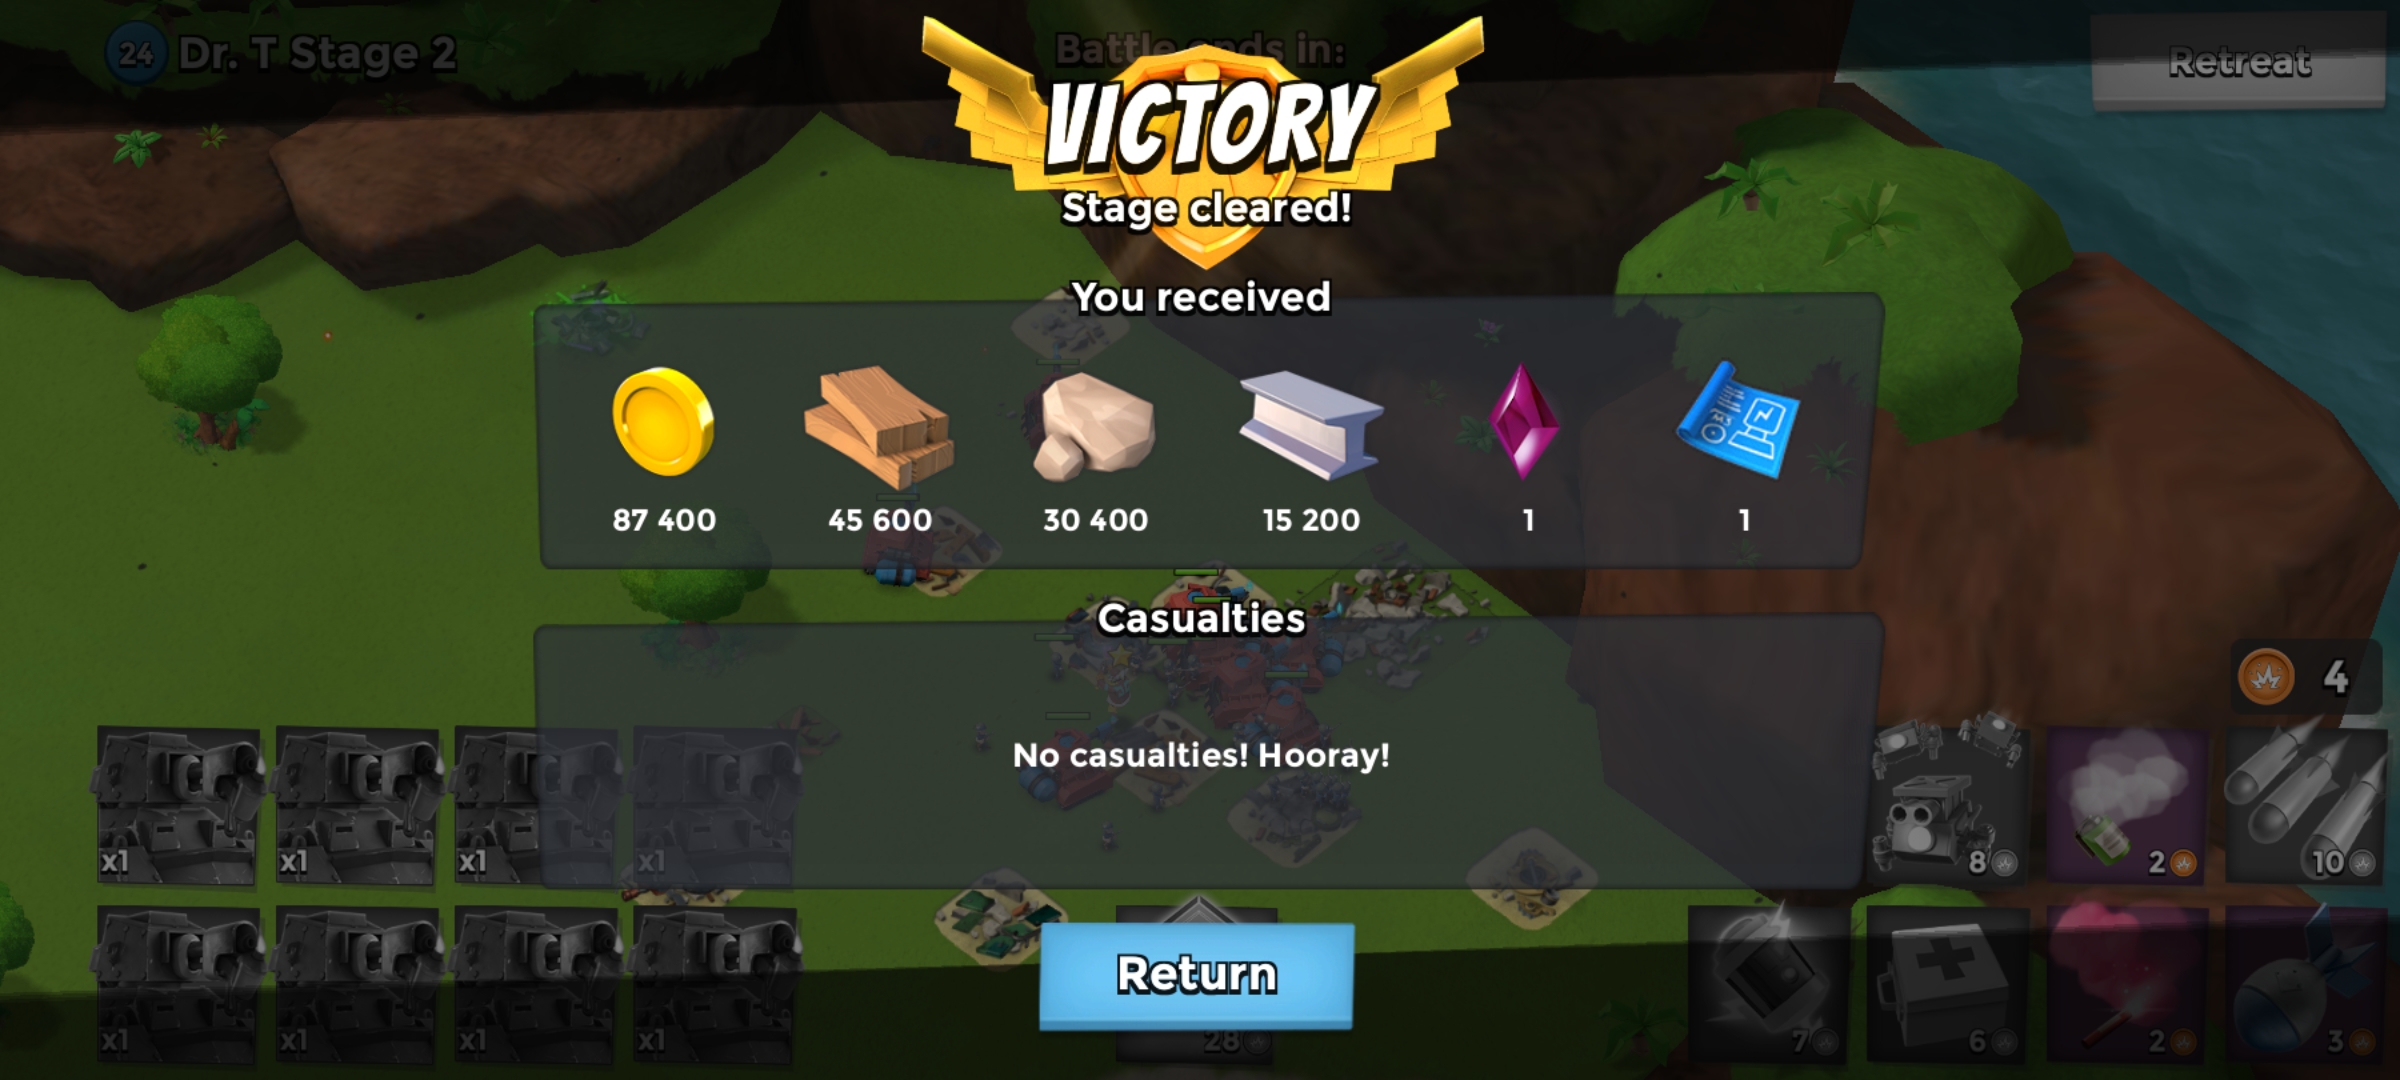 24 Dr. T Stage 2
Battle ends in:
Retreat
VICTORY
Stage cleared!
You received
87 400
45 600
30 400
15 200
1
1
Casualties
No casualties! Hooray!
4
x1
x1
x1
x1
8
2
10
x1
x1
x1
x1
Return
28
7
6
2
3